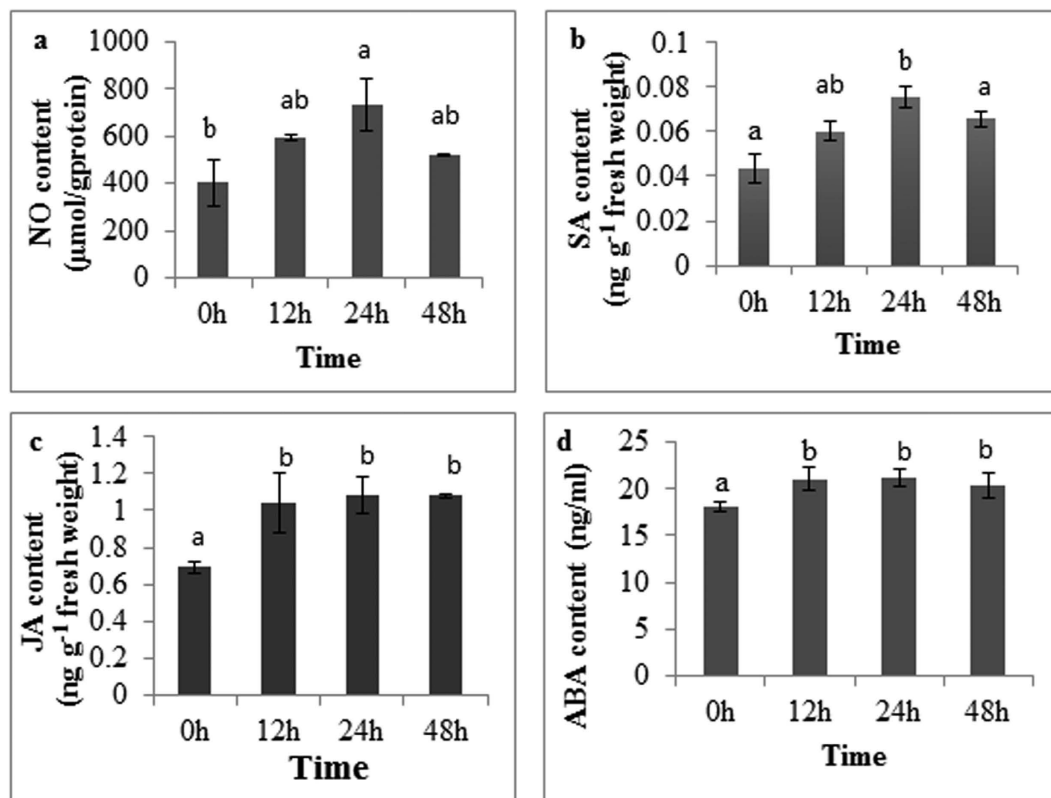 a
NO content
(µmol/gprotein)
1000
800
600
400
200
0
b
ab
a
ab
0h 12h 24h 48h
Time
b
SA content
(ng g⁻¹ fresh weight)
0.1
0.08
0.06
0.04
0.02
0
a
ab
b
a
0h 12h 24h 48h
Time
c
JA content
(ng g⁻¹ fresh weight)
1.4
1.2
1
0.8
0.6
0.4
0.2
0
a
b
b
b
0h 12h 24h 48h
Time
d
ABA content (ng/ml)
25
20
15
10
5
0
a
b
b
b
0h 12h 24h 48h
Time